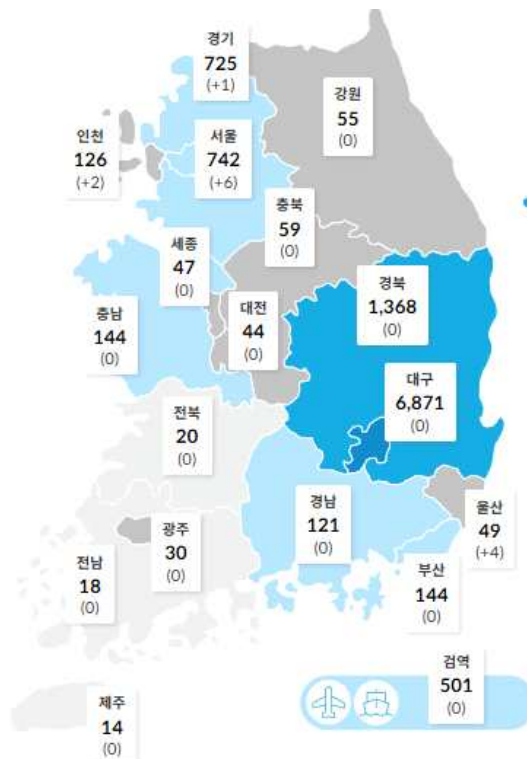 경기
725
(+1)
강원
55
(0)
인천
126
(+2)
서울
742
(+6)
충북
59
(0)
세종
47
(0)
경북
1,368
(0)
대전
44
(0)
충남
144
(0)
대구
6,871
(0)
전북
20
(0)
경남
121
(0)
울산
49
(+4)
광주
30
(0)
전남
18
(0)
부산
144
(0)
검역
501
(0)
제주
14
(0)